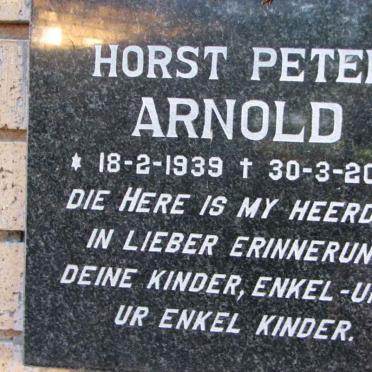 HORST PETE
ARNOLD
* 18-2-1939 † 30-3-20
DIE HERE IS MY HEERD
IN LIEBER ERINNERUN
DEINE KINDER, ENKEL-U
UR ENKEL KINDER.